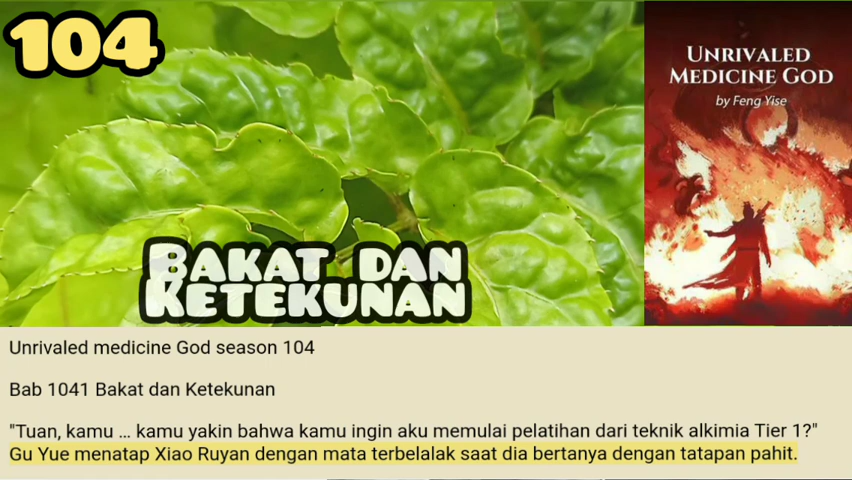 104
UNRIVALED
MEDICINE GOD
by Feng Yise
BAKAT DAN
KETEKUNAN
Unrivaled medicine God season 104
Bab 1041 Bakat dan Ketekunan
"Tuan, kamu ... kamu yakin bahwa kamu ingin aku memulai pelatihan dari teknik alkimia Tier 1?"
Gu Yue menatap Xiao Ruyan dengan mata terbelalak saat dia bertanya dengan tatapan pahit.